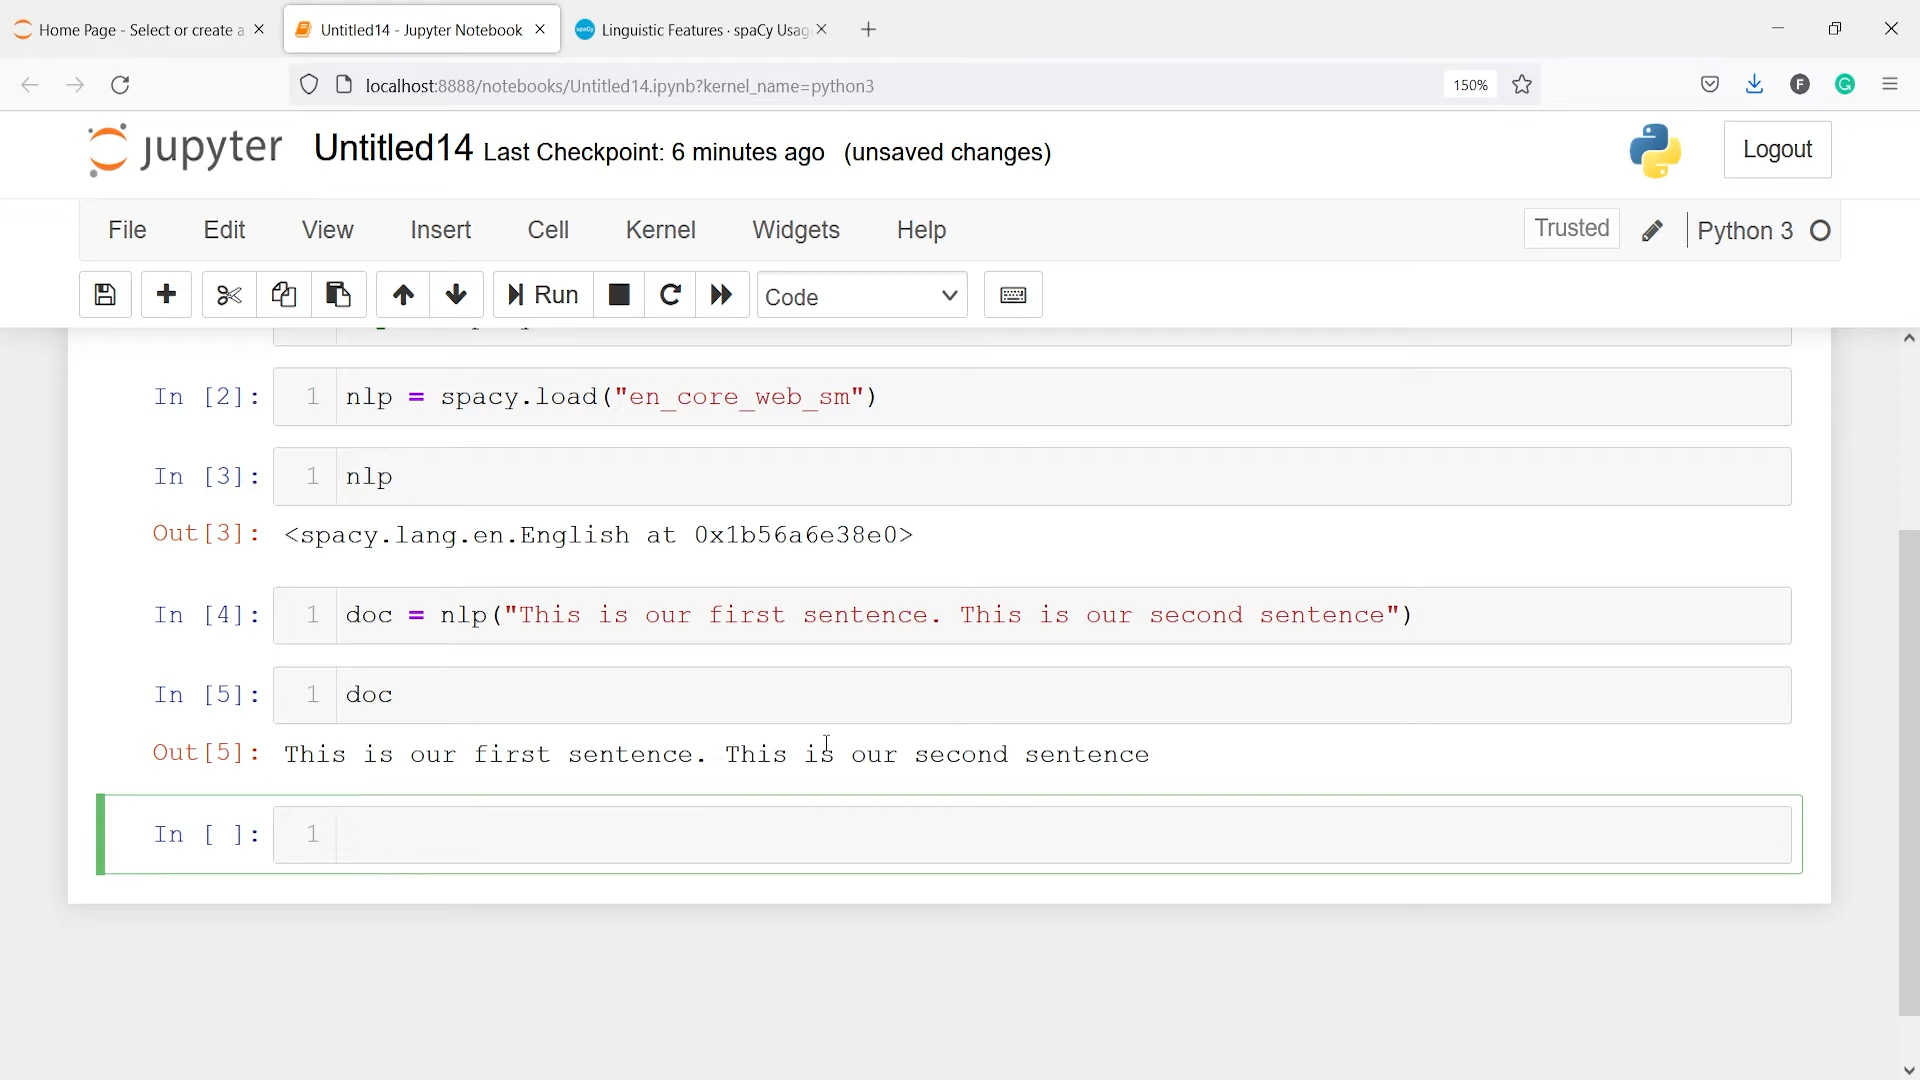 Home Page - Select or create a
Untitled14 - Jupyter Notebook
Linguistic Features · spaCy Usag
localhost:8888/notebooks/Untitled14.ipynb?kernel_name=python3
150%
jupyter Untitled14 Last Checkpoint: 6 minutes ago (unsaved changes)
Logout
File Edit View Insert Cell Kernel Widgets Help
Trusted
Python 3
Run
Code
In [2]: 1 nlp = spacy.load("en_core_web_sm")
In [3]: 1 nlp
Out[3]: <spacy.lang.en.English at 0x1b56a6e38e0>
In [4]: 1 doc = nlp("This is our first sentence. This is our second sentence")
In [5]: 1 doc
Out[5]: This is our first sentence. This is our second sentence
In [ ]: 1